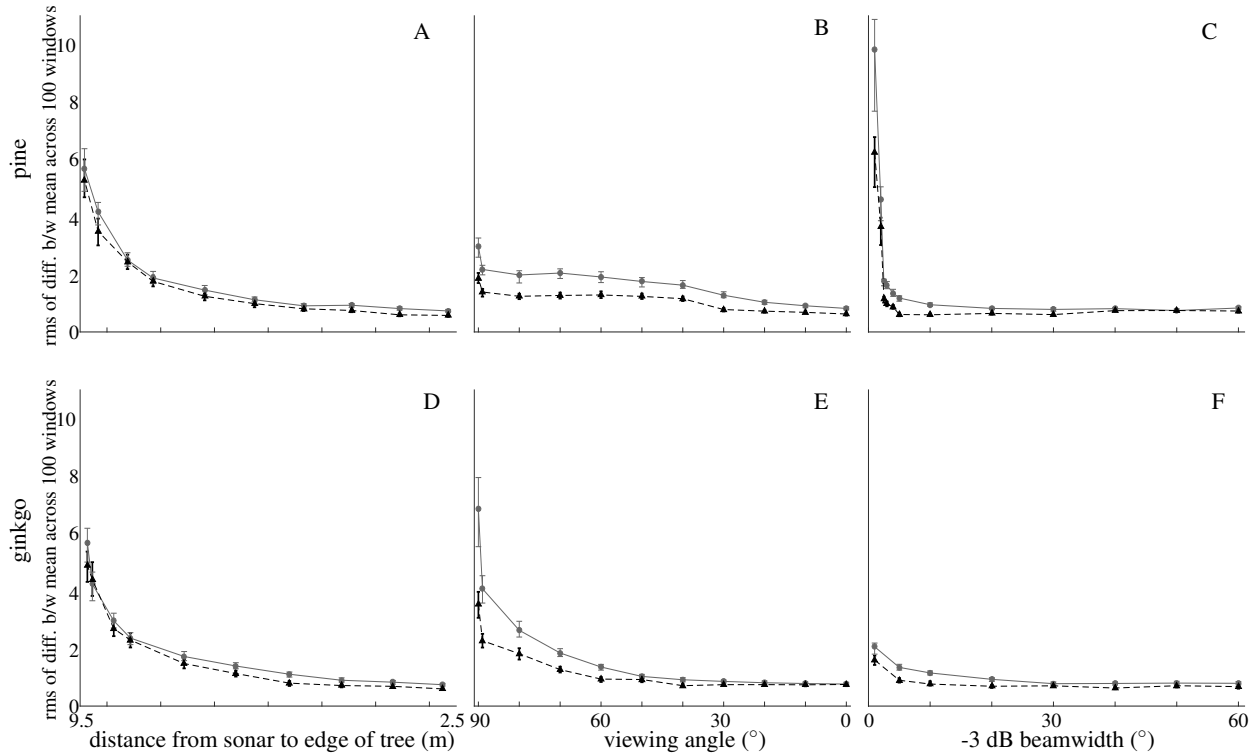 A
B
C
10
8
6
4
2
0
rms of diff. b/w mean across 100 windows
pine
D
E
F
10
8
6
4
2
0
rms of diff. b/w mean across 100 windows
ginkgo
9.5
2.5
90
60
30
0
0
30
60
distance from sonar to edge of tree (m)
viewing angle (°)
-3 dB beamwidth (°)